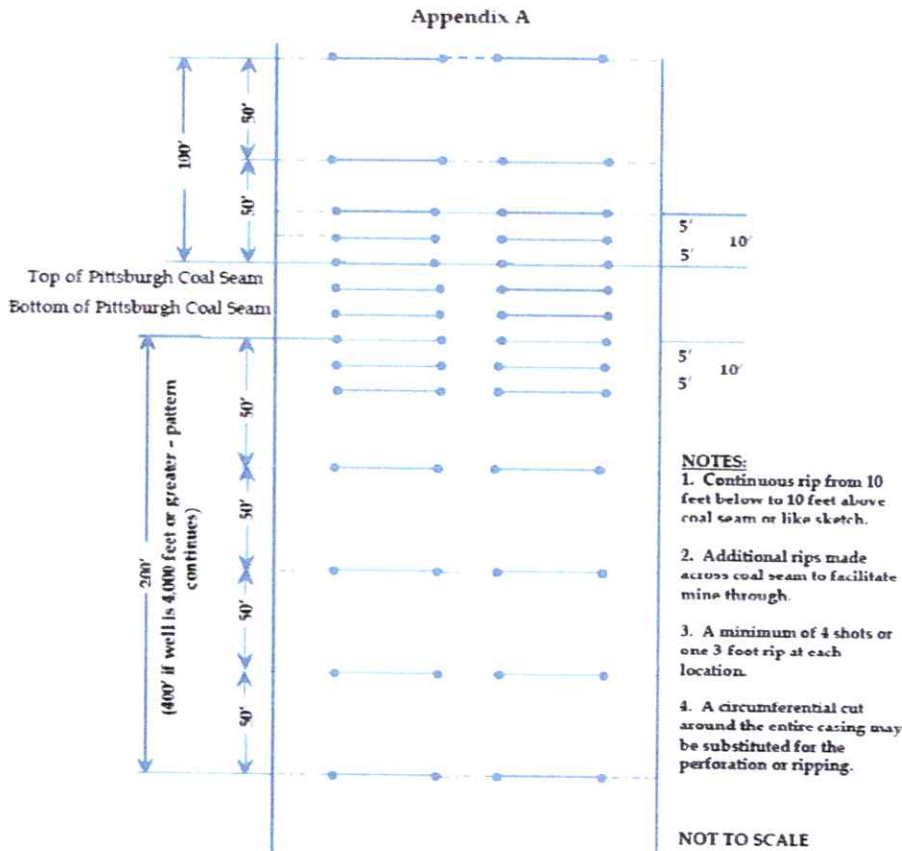 Appendix A
100'
50'
50'
5'
5'
10'
Top of Pittsburgh Coal Seam
Bottom of Pittsburgh Coal Seam
5'
5'
10'
200'
(400' if well is 4,000 feet or greater - pattern
continues)
50'
50'
50'
50'
NOTES:
1. Continuous rip from 10
feet below to 10 feet above
coal seam or like sketch.
2. Additional rips made
across coal seam to facilitate
mine through.
3. A minimum of 4 shots or
one 3 foot rip at each
location.
4. A circumferential cut
around the entire casing may
be substituted for the
perforation or ripping.
NOT TO SCALE